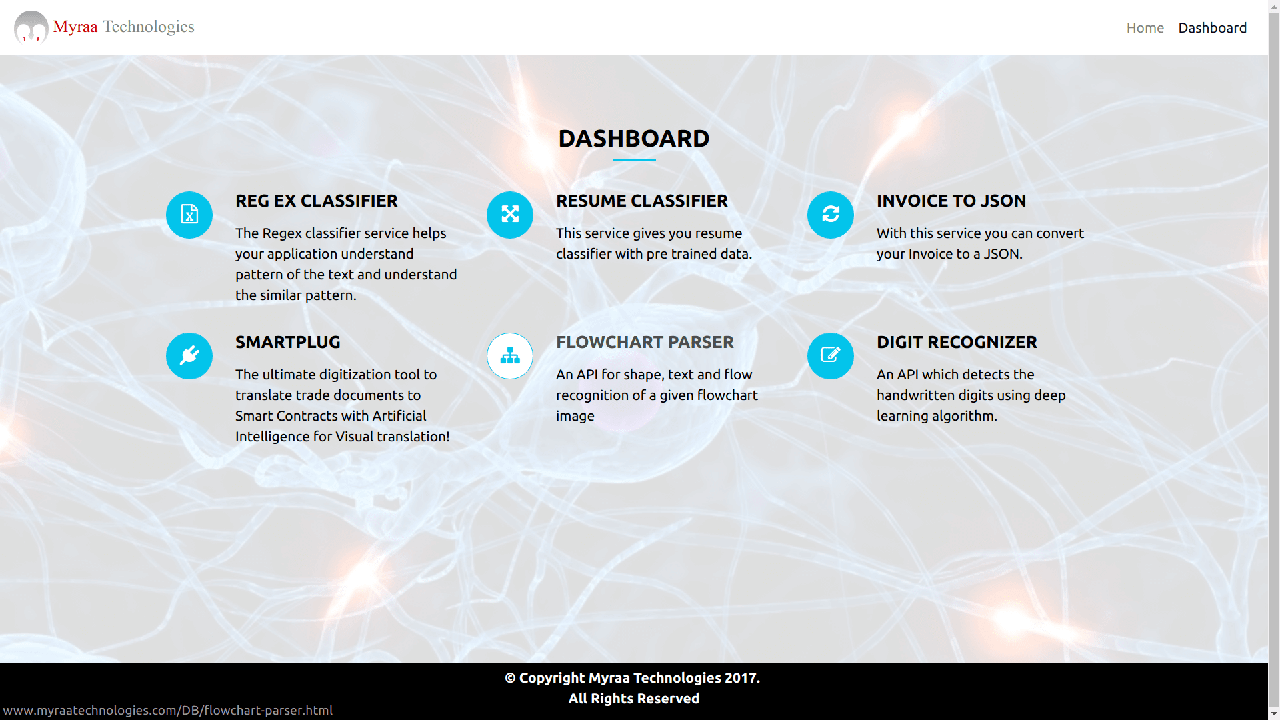 Myraa Technologies
Home Dashboard
DASHBOARD
REG EX CLASSIFIER
The Regex classifier service helps
your application understand
pattern of the text and understand
the similar pattern.
RESUME CLASSIFIER
This service gives you resume
classifier with pre trained data.
INVOICE TO JSON
With this service you can convert
your Invoice to a JSON.
SMARTPLUG
The ultimate digitization tool to
translate trade documents to
Smart Contracts with Artificial
Intelligence for Visual translation!
FLOWCHART PARSER
An API for shape, text and flow
recognition of a given flowchart
image
DIGIT RECOGNIZER
An API which detects the
handwritten digits using deep
learning algorithm.
© Copyright Myraa Technologies 2017.
All Rights Reserved
www.myraatechnologies.com/DB/flowchart-parser.html